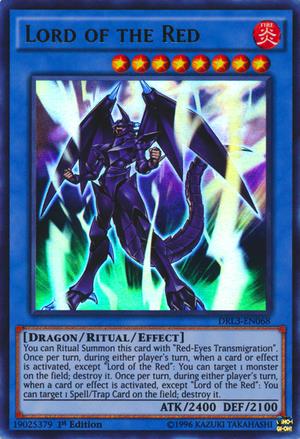 LORD OF THE RED
FIRE
炎
DRL3-EN068
[DRAGON/RITUAL/EFFECT]
You can Ritual Summon this card with "Red-Eyes Transmigration".
Once per turn, during either player's turn, when a card or effect
is activated, except "Lord of the Red": You can target 1 monster
on the field; destroy it. Once per turn, during either player's turn,
when a card or effect is activated, except "Lord of the Red": You
can target 1 Spell/Trap Card on the field; destroy it.
ATK/2400 DEF/2100
19025379 1st Edition ©1996 KAZUKI TAKAHASHI